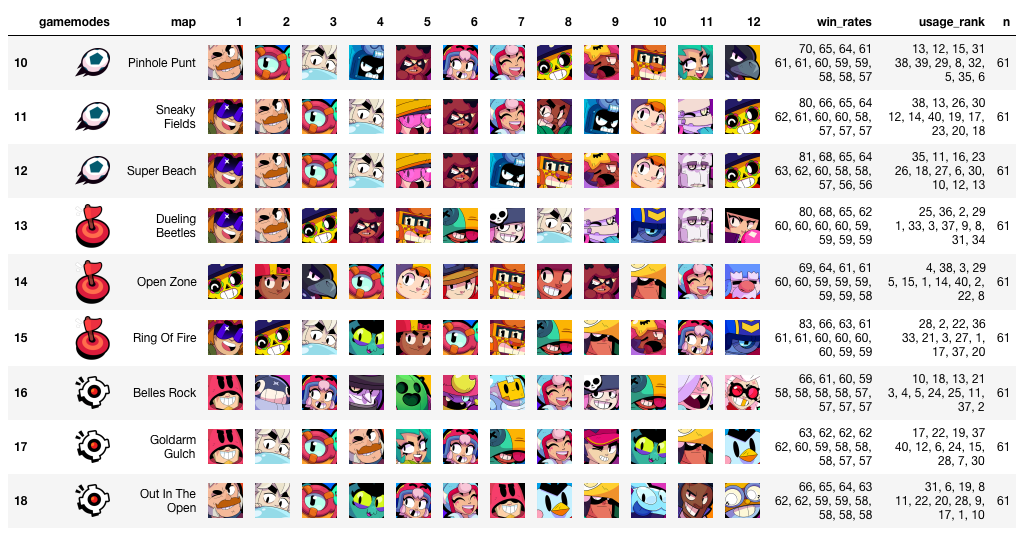 gamemodes map 1 2 3 4 5 6 7 8 9 10 11 12 win_rates usage_rank n
10 Pinhole Punt 70, 65, 64, 61 13, 12, 15, 31 61
61, 61, 60, 59, 59, 38, 39, 29, 8, 32,
58, 58, 57 5, 35, 6
11 Sneaky Fields 80, 66, 65, 64 38, 13, 26, 30 61
62, 61, 60, 60, 58, 12, 14, 40, 19, 17,
57, 57, 57 23, 20, 18
12 Super Beach 81, 68, 65, 64 35, 11, 16, 23 61
63, 62, 60, 58, 58, 26, 18, 27, 6, 30,
57, 56, 56 10, 12, 13
13 Dueling Beetles 80, 68, 65, 62 25, 36, 2, 29 61
60, 60, 60, 60, 59, 1, 33, 3, 37, 9, 8,
59, 59, 59 31, 34
14 Open Zone 69, 64, 61, 61 4, 38, 3, 29 61
60, 60, 59, 59, 59, 5, 15, 1, 14, 40, 2,
59, 59, 58 22, 8
15 Ring Of Fire 83, 66, 63, 61 28, 2, 22, 36 61
61, 61, 60, 60, 60, 33, 21, 3, 27, 1,
60, 59, 59 17, 37, 20
16 Belles Rock 66, 61, 60, 59 10, 18, 13, 21 61
58, 58, 58, 58, 57, 3, 4, 5, 24, 25, 11,
57, 57, 57 37, 2
17 Goldarm Gulch 63, 62, 62, 62 17, 22, 19, 37 61
62, 60, 59, 58, 58, 40, 12, 6, 24, 15,
58, 57, 57 28, 7, 30
18 Out In The Open 66, 65, 64, 63 31, 6, 19, 8 61
62, 62, 59, 59, 58, 11, 22, 20, 28, 9,
58, 58, 58 17, 1, 10